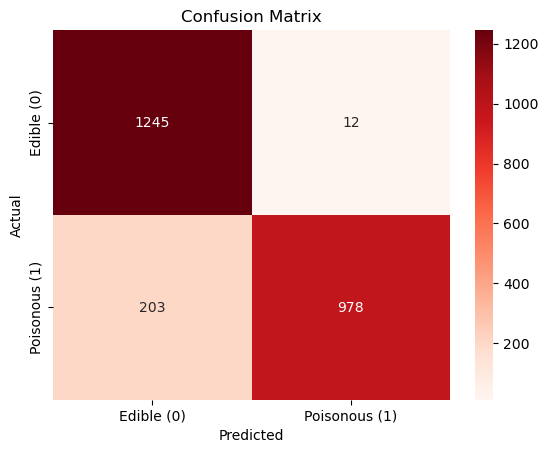 Confusion Matrix
Actual
Edible (0)
1245
12
Poisonous (1)
203
978
Edible (0)
Poisonous (1)
Predicted
1200
1000
800
600
400
200